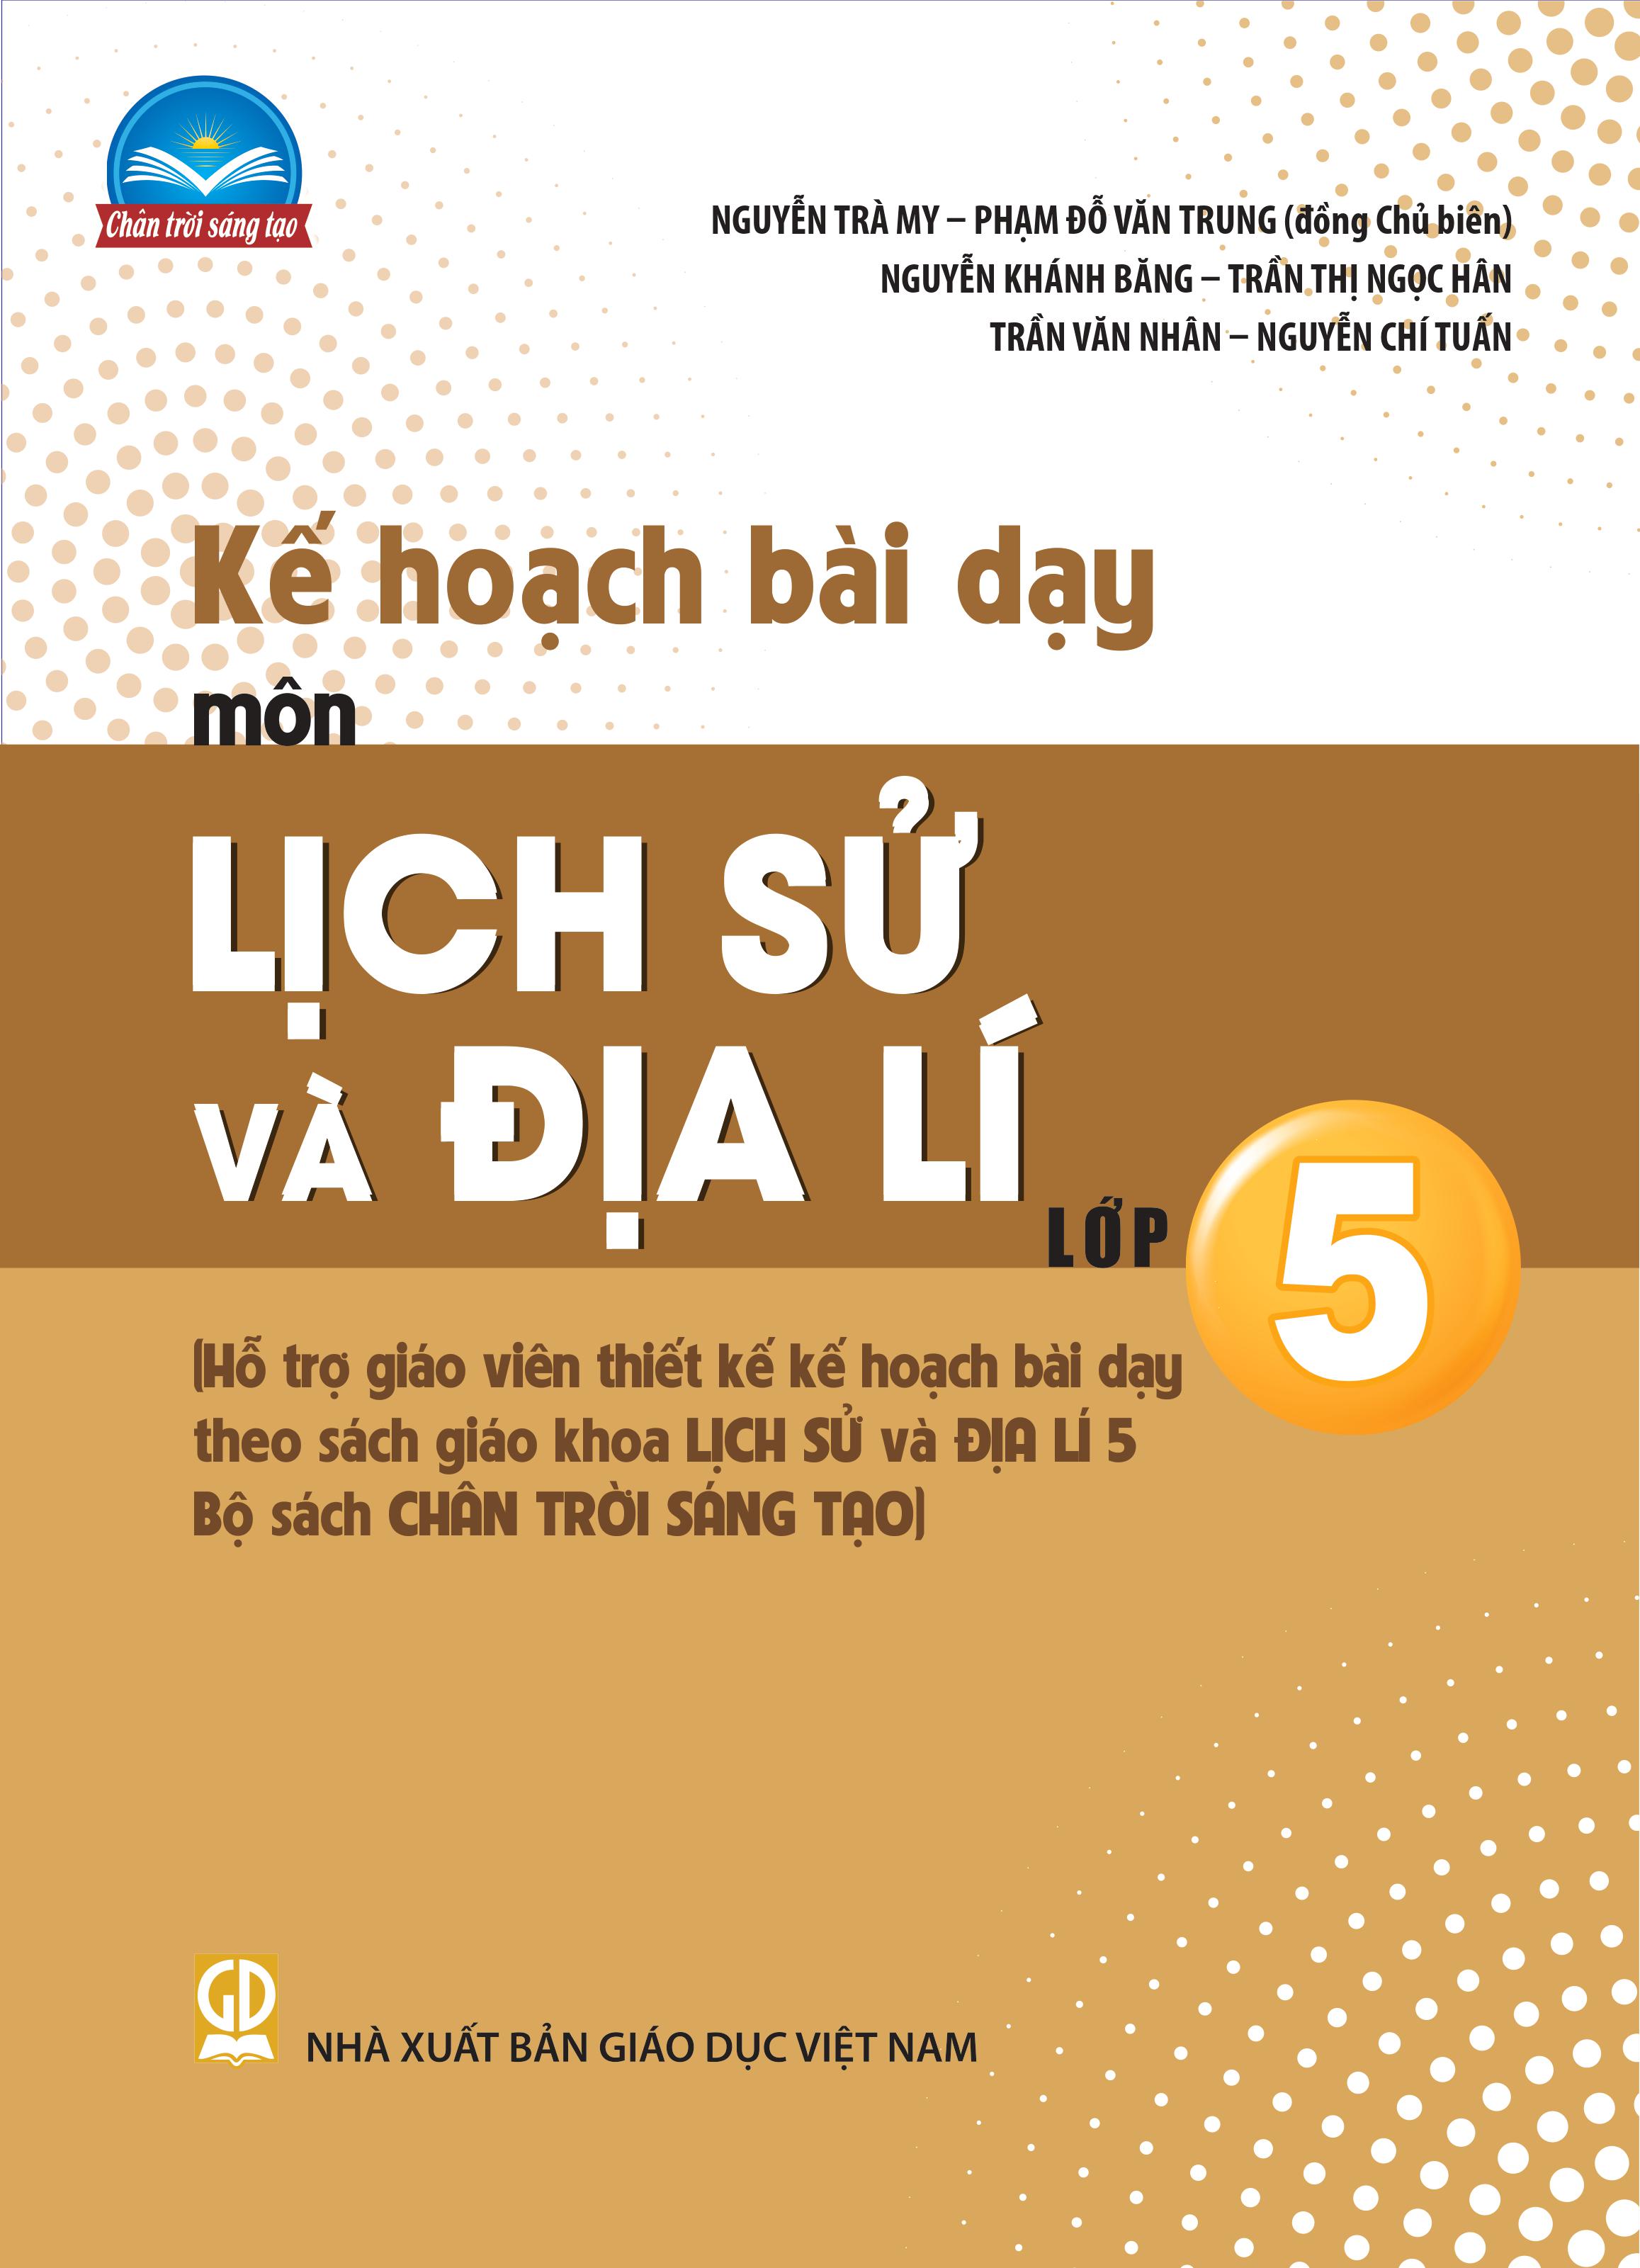 Chân trời sáng tạo
NGUYỄN TRÀ MY – PHẠM ĐỖ VĂN TRUNG (đồng Chủ biên)
NGUYỄN KHÁNH BĂNG – TRẦN THỊ NGỌC HÂN
TRẦN VĂN NHÂN – NGUYỄN CHÍ TUẤN
Kế hoạch bài dạy
môn
LỊCH SỬ
VÀ ĐỊA LÍ
LỚP 5
(Hỗ trợ giáo viên thiết kế kế hoạch bài dạy
theo sách giáo khoa LỊCH SỬ và ĐỊA LÍ 5
Bộ sách CHÂN TRỜI SÁNG TẠO)
GD
NHÀ XUẤT BẢN GIÁO DỤC VIỆT NAM